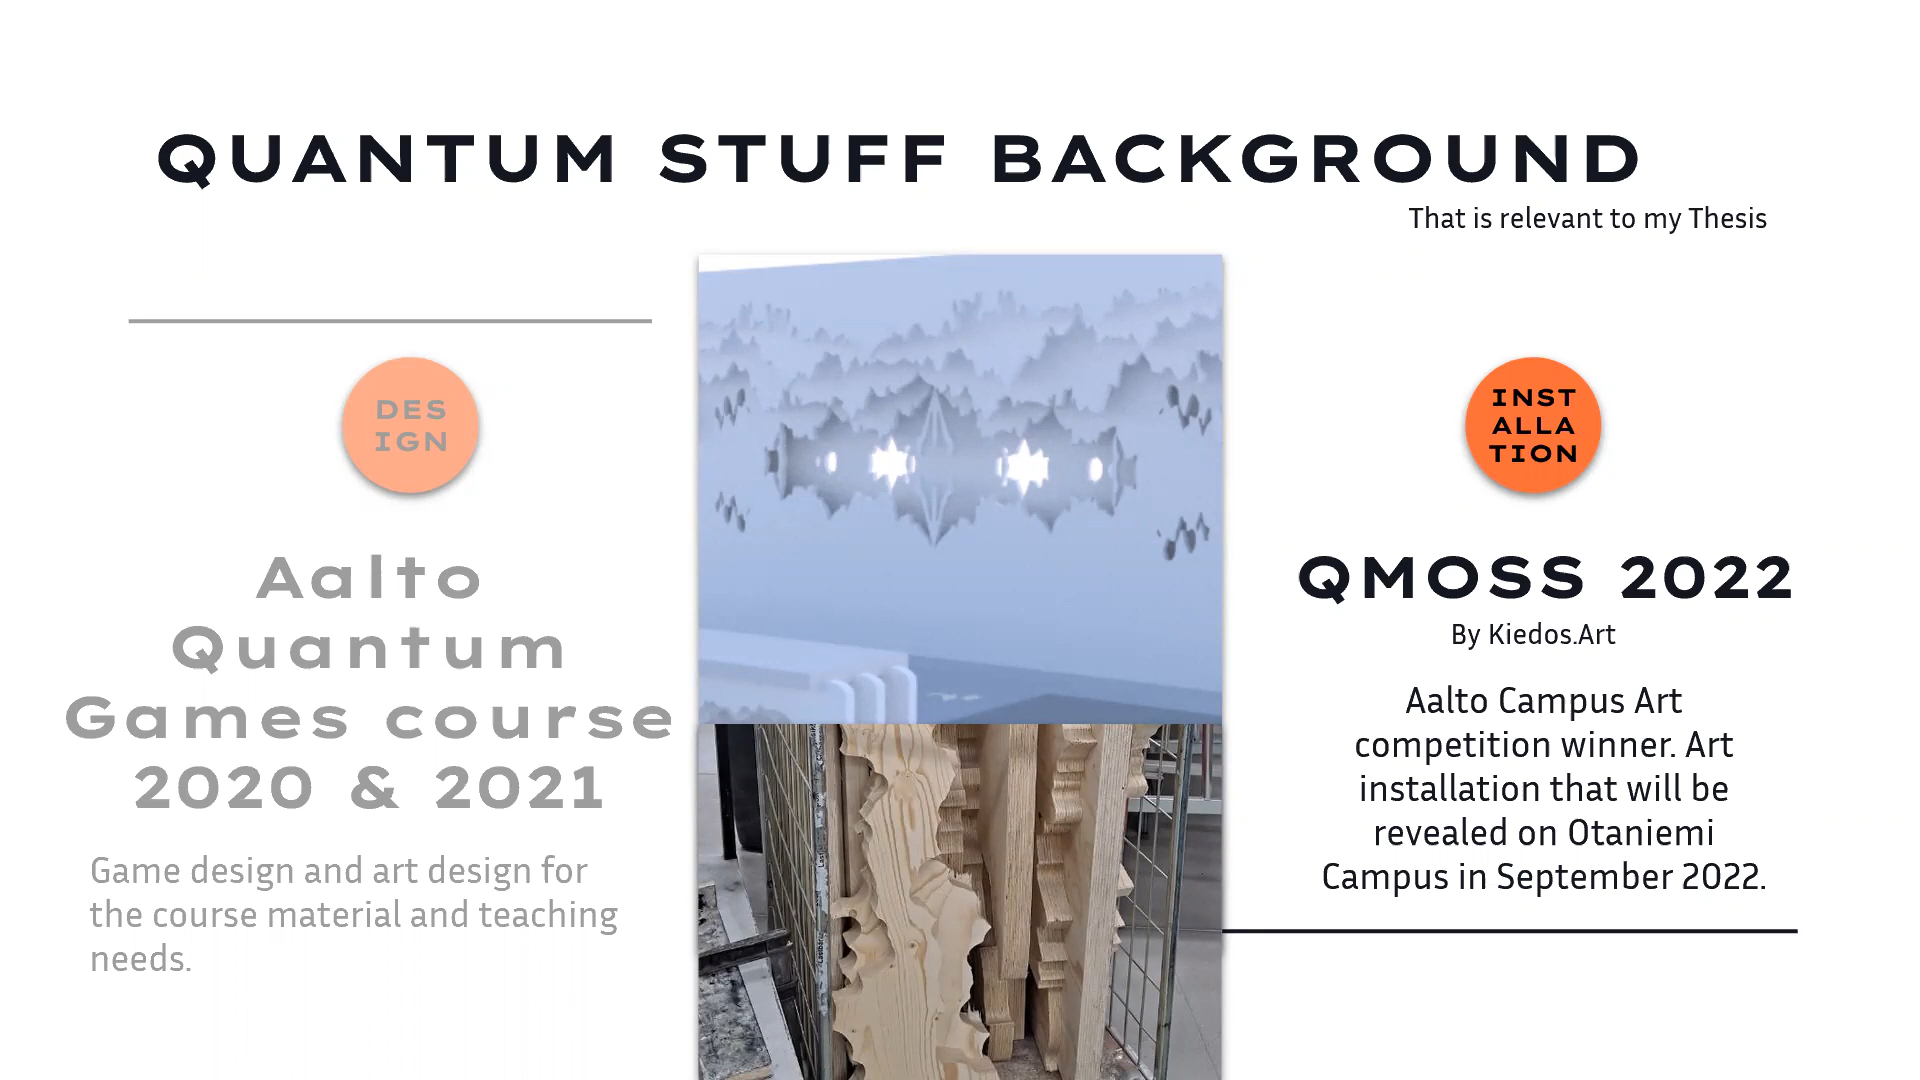 QUANTUM STUFF BACKGROUND
That is relevant to my Thesis
DES
IGN
Aalto
Quantum
Games course
2020 & 2021
Game design and art design for
the course material and teaching
needs.
INST
ALLA
TION
QMOSS 2022
By Kiedos.Art
Aalto Campus Art
competition winner. Art
installation that will be
revealed on Otaniemi
Campus in September 2022.